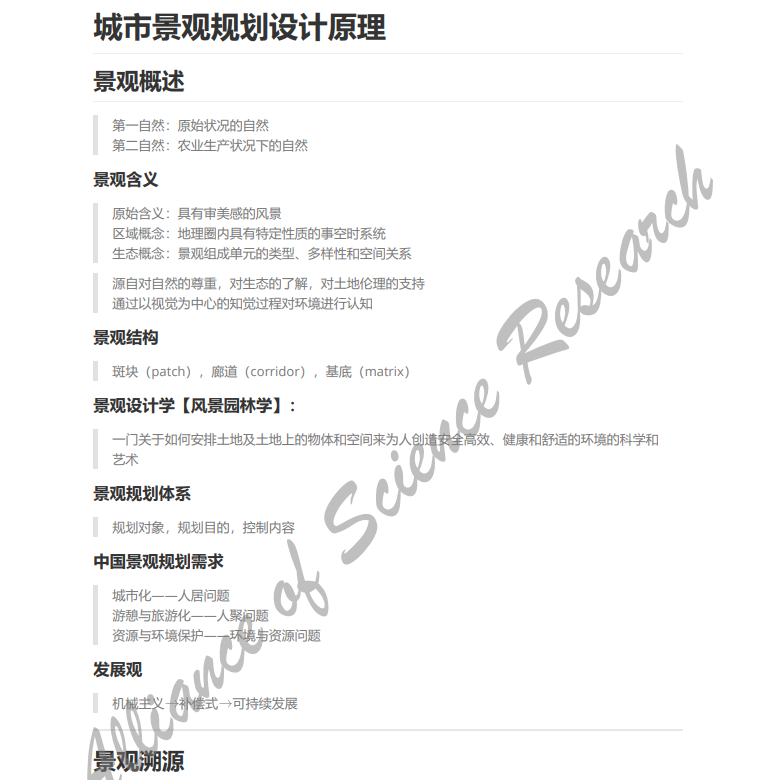 城市景观规划设计原理
景观概述
第一自然：原始状况的自然
第二自然：农业生产状况下的自然
景观含义
原始含义：具有审美感的风景
区域概念：地理圈内具有特定性质的事空时系统
生态概念：景观组成单元的类型、多样性和空间关系
源自对自然的尊重，对生态的了解，对土地伦理的支持
通过以视觉为中心的知觉过程对环境进行认知
景观结构
斑块（patch），廊道（corridor），基底（matrix）
景观设计学【风景园林学】：
一门关于如何安排土地及土地上的物体和空间来为人创造安全高效、健康和舒适的环境的科学和
艺术
景观规划体系
规划对象，规划目的，控制内容
中国景观规划需求
城市化——人居问题
游憩与旅游化——人聚问题
资源与环境保护——环境与资源问题
发展观
机械主义→补偿式→可持续发展
景观溯源
Alliance of Science Research